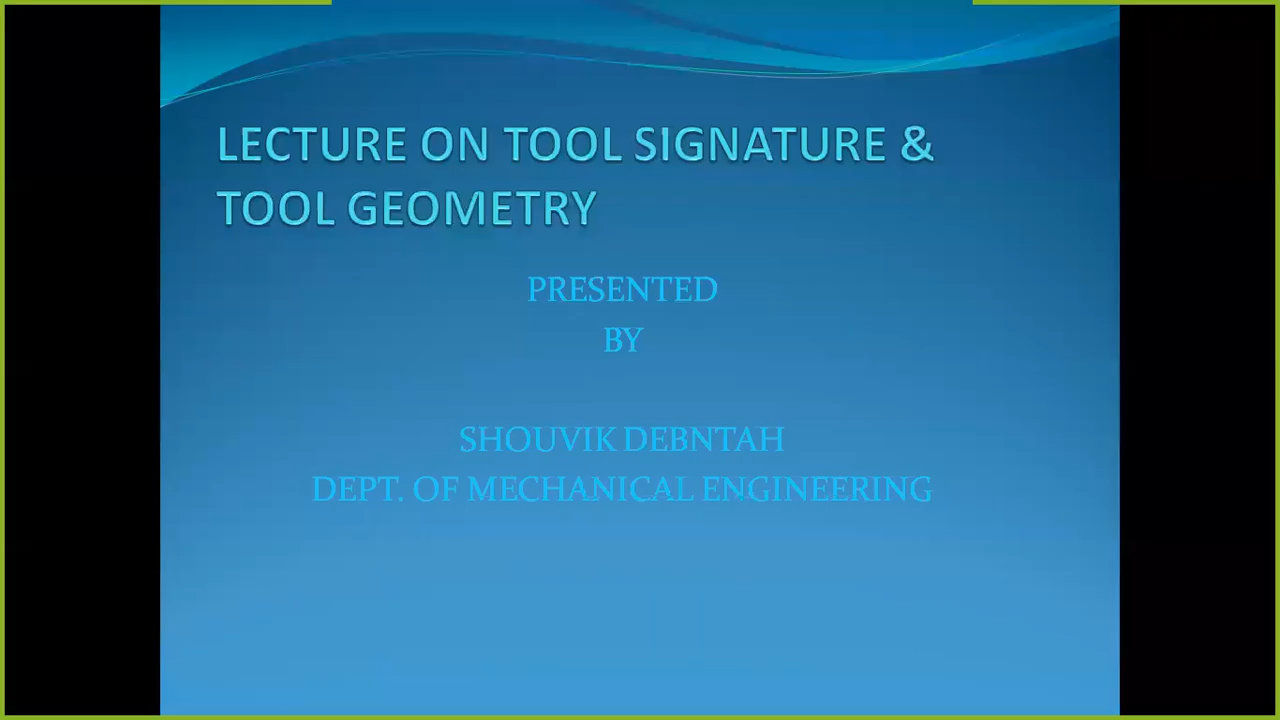 LECTURE ON TOOL SIGNATURE &
TOOL GEOMETRY
PRESENTED
BY
SHOUVIK DEBNTAH
DEPT. OF MECHANICAL ENGINEERING